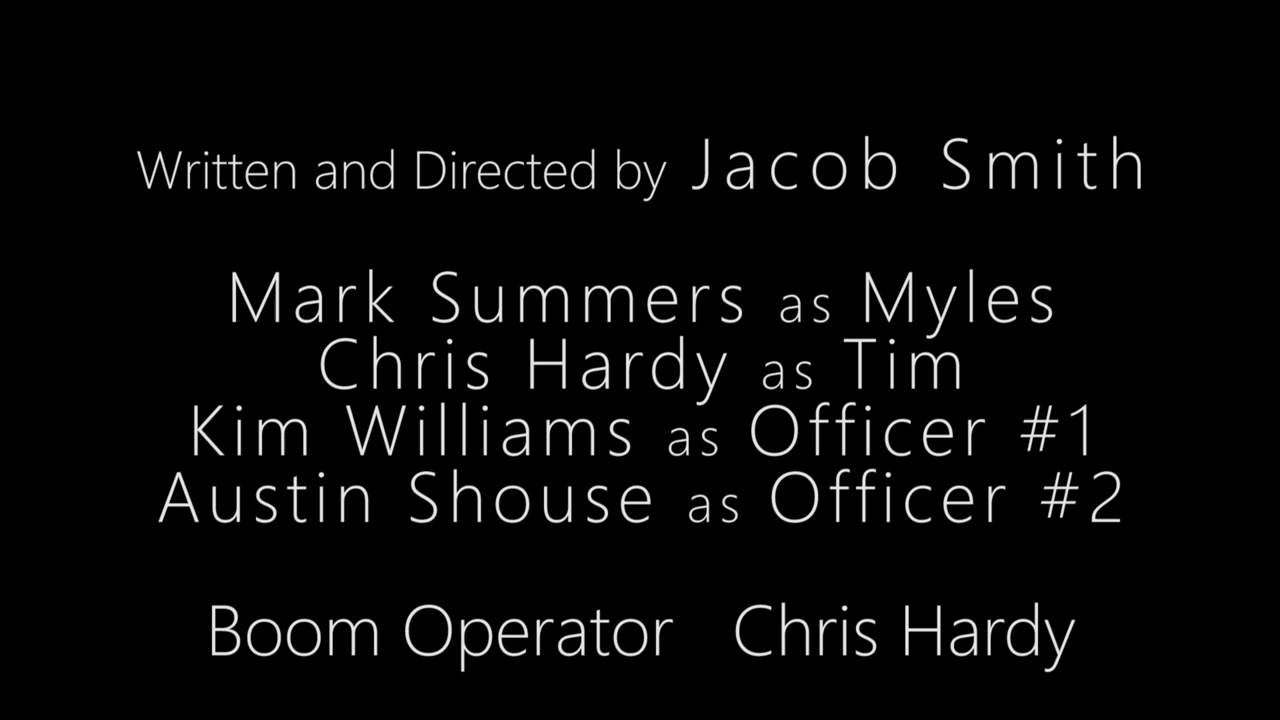 Written and Directed by Jacob Smith
Mark Summers as Myles
Chris Hardy as Tim
Kim Williams as Officer #1
Austin Shouse as Officer #2
Boom Operator Chris Hardy